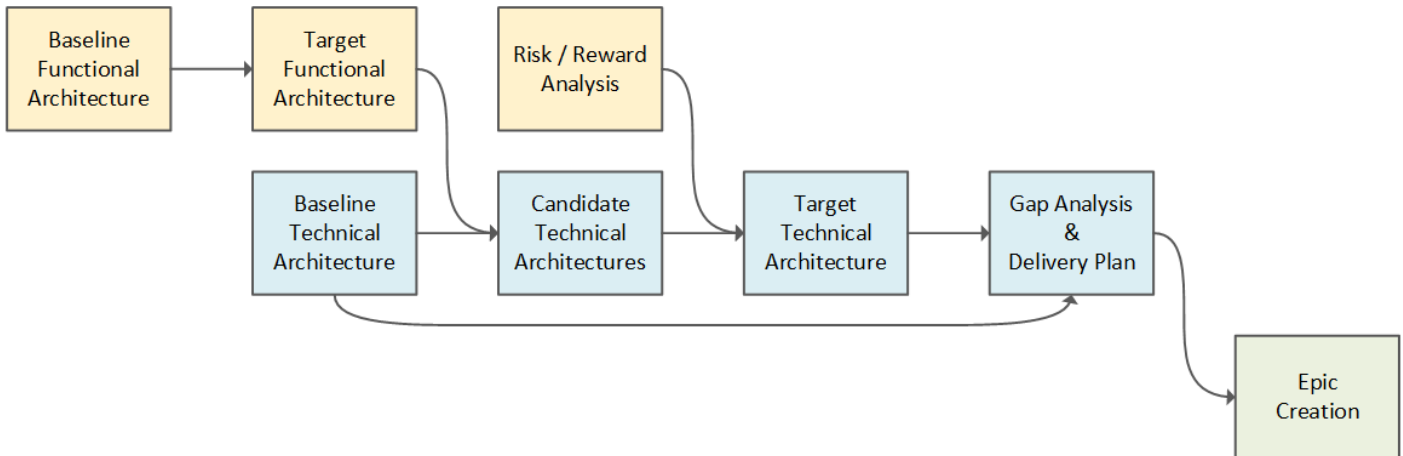 Baseline
Functional
Architecture
Target
Functional
Architecture
Risk / Reward
Analysis
Baseline
Technical
Architecture
Candidate
Technical
Architectures
Target
Technical
Architecture
Gap Analysis
&
Delivery Plan
Epic
Creation